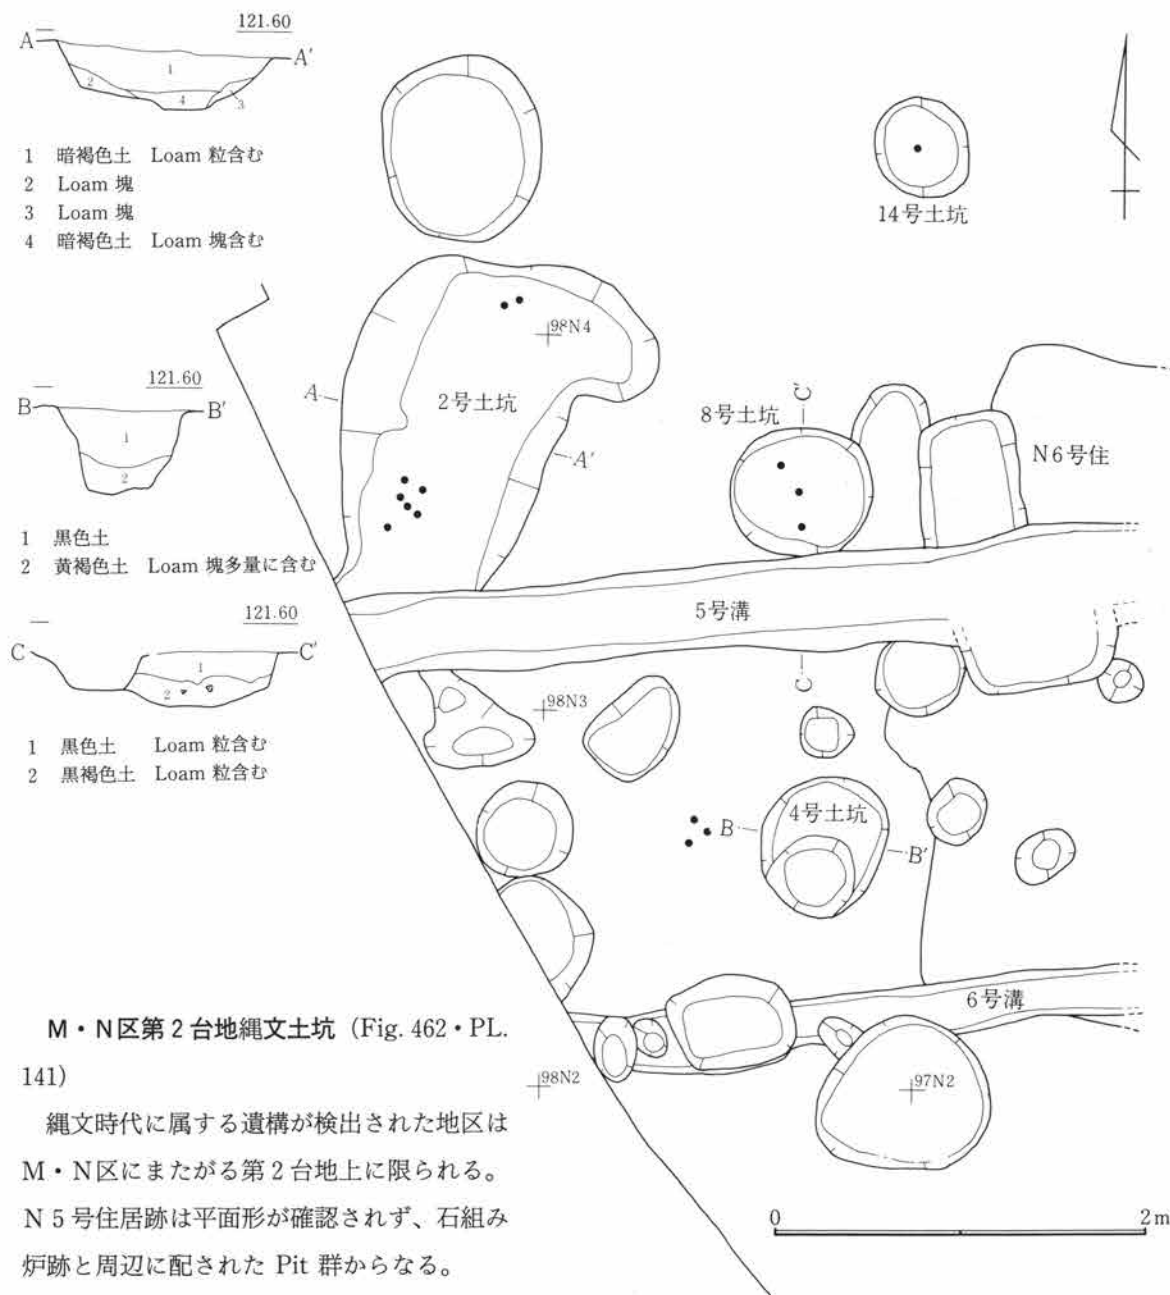 121.60
A A′
1
2
4
3
1 暗褐色土 Loam 粒含む
2 Loam 塊
3 Loam 塊
4 暗褐色土 Loam 塊含む
121.60
B B′
1
2
1 黒色土
2 黄褐色土 Loam 塊多量に含む
121.60
C C′
1
2
1 黒色土 Loam 粒含む
2 黒褐色土 Loam 粒含む
14号土坑
98N4
A
2号土坑
A′
C′
8号土坑
N6号住
5号溝
C
98N3
4号土坑
B
B′
6号溝
98N2
97N2
0 2m
M・N区第2台地縄文土坑 (Fig. 462・PL.
141)
縄文時代に属する遺構が検出された地区は
M・N区にまたがる第2台地上に限られる。
N5号住居跡は平面形が確認されず、石組み
炉跡と周辺に配された Pit 群からなる。